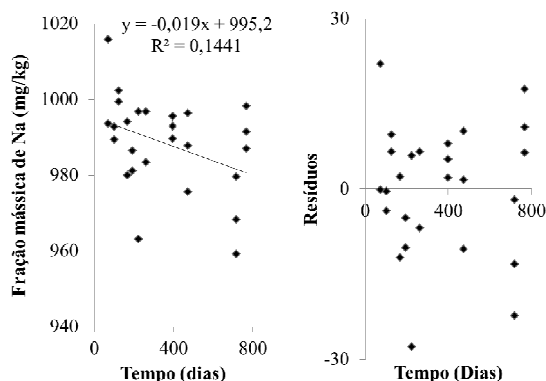 y = -0,019x + 995,2
R² = 0,1441
Fração mássica de Na (mg/kg)
1020
1000
980
960
940
0
400
800
Tempo (dias)
Resíduos
30
0
-30
0
400
800
Tempo (Dias)